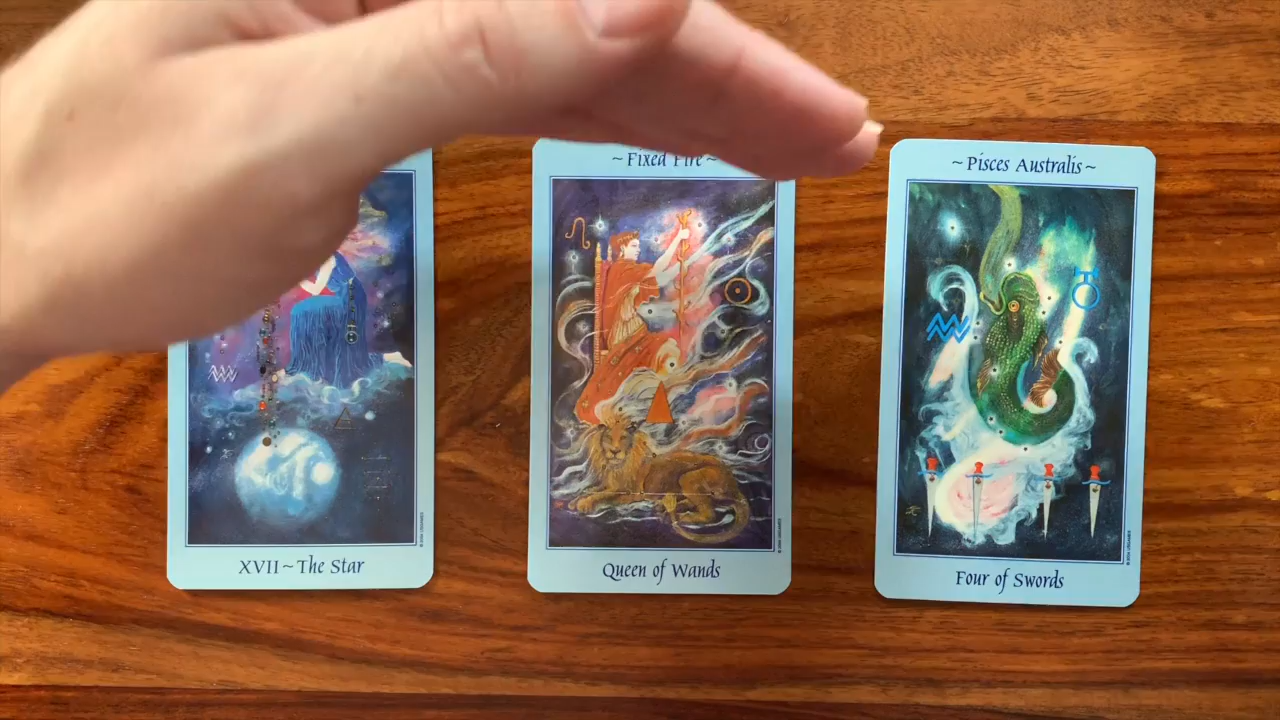 XVII ~ The Star
~ Fixed Fire ~
Queen of Wands
~ Pisces Australis ~
Four of Swords